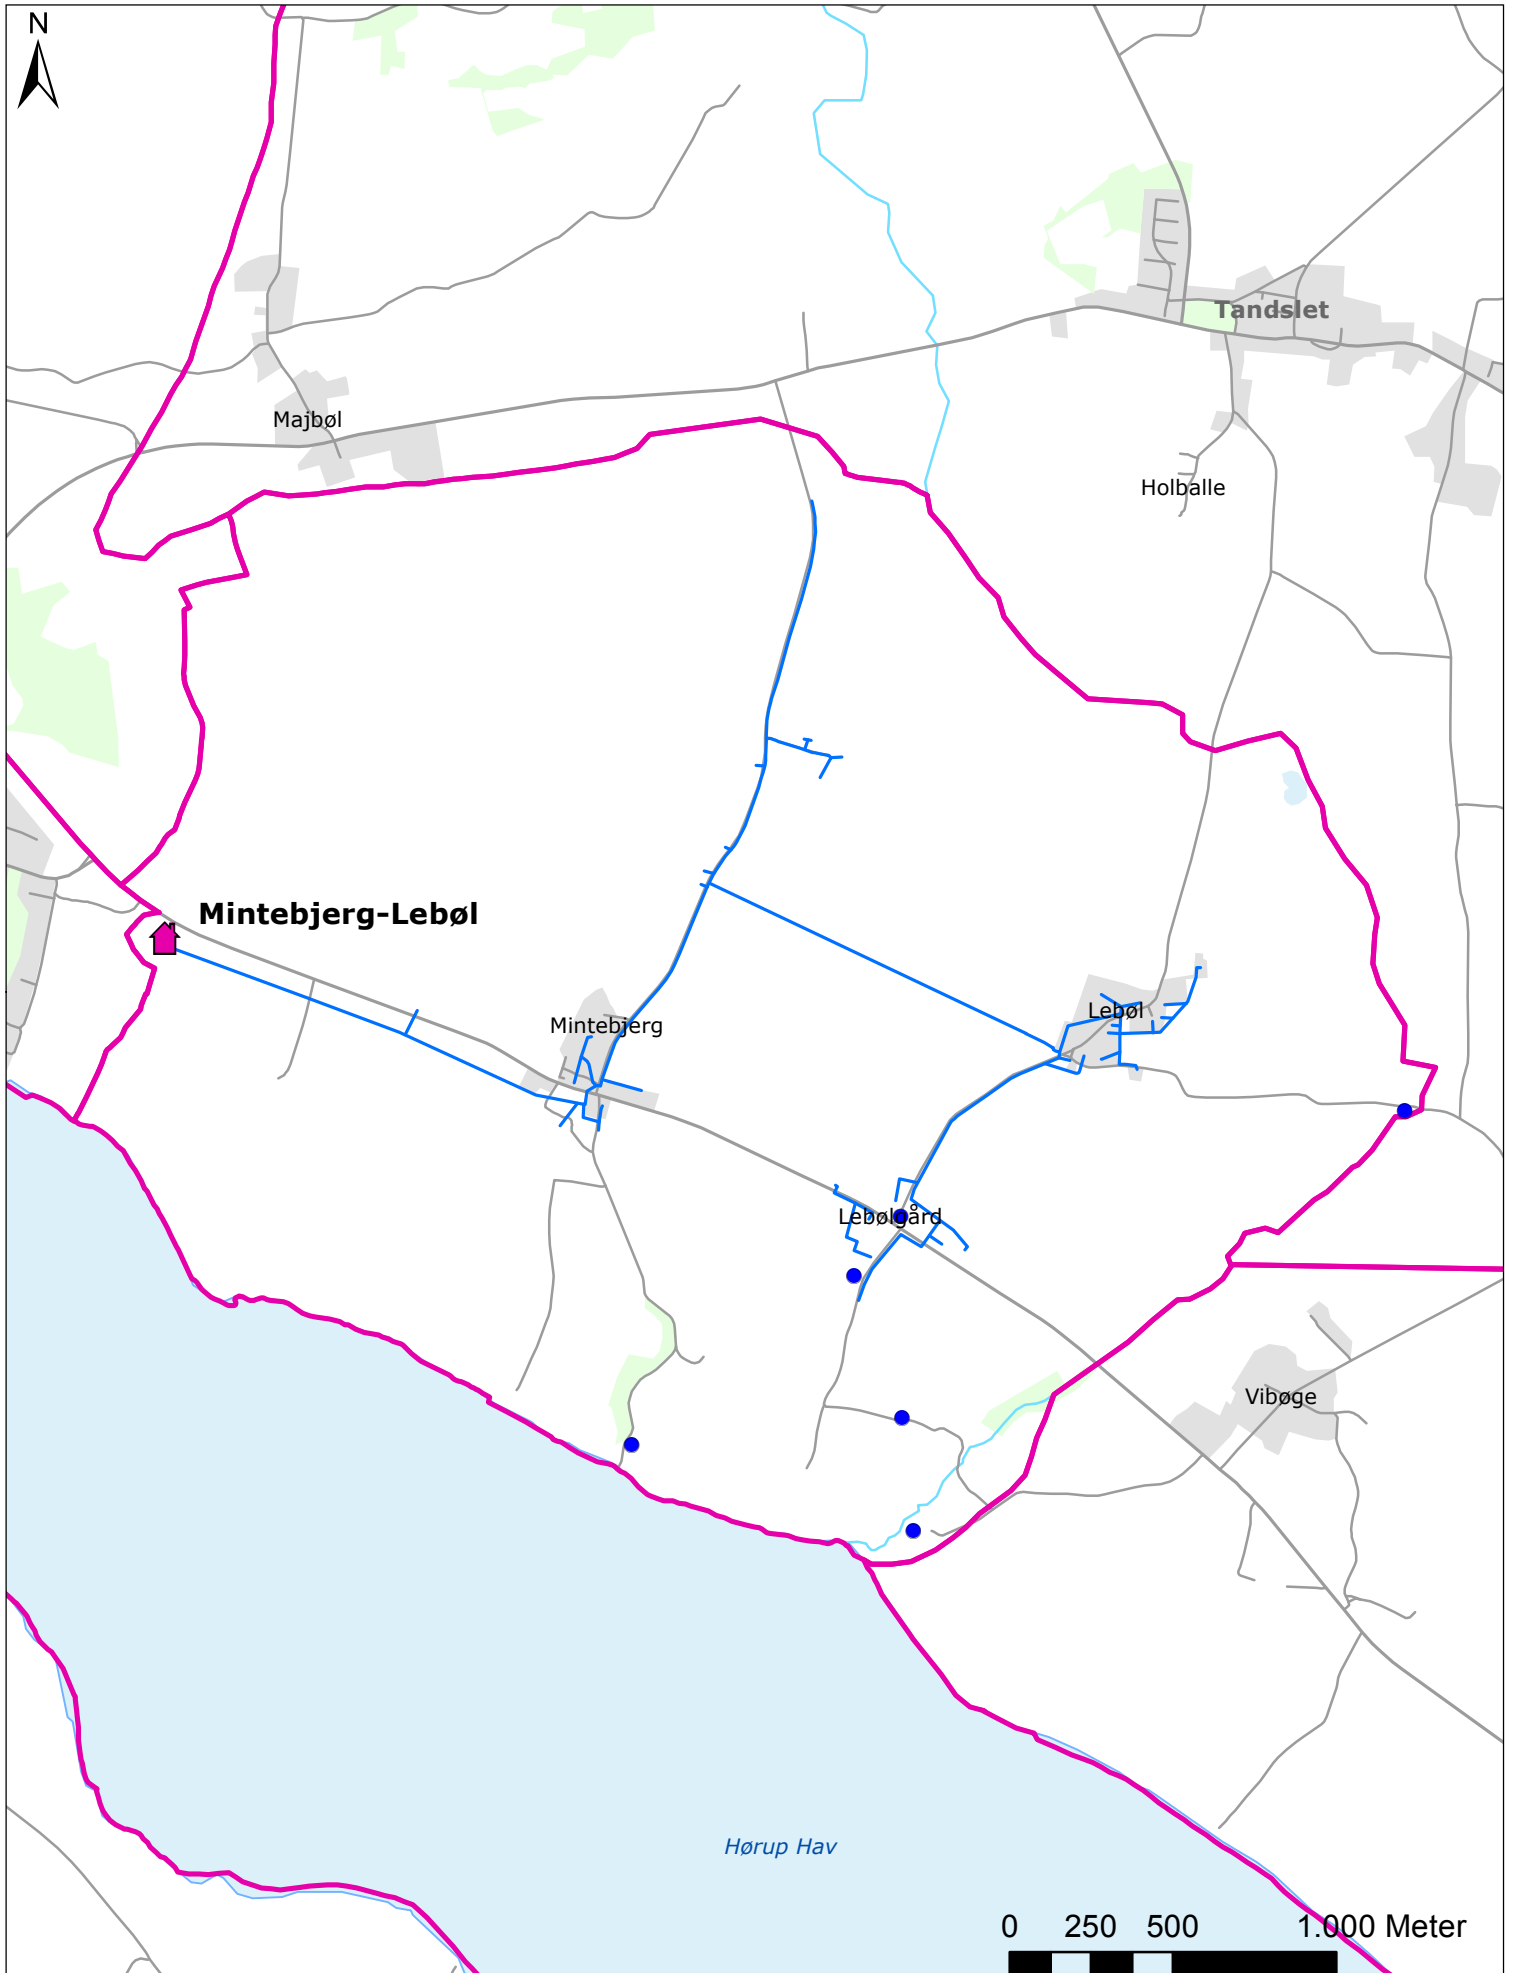 N
Tandslet
Majbøl
Holballe
Mintebjerg-Lebøl
Lebøl
Mintebjerg
Lebølgård
Vibøge
Hørup Hav
0 250 500 1.000 Meter